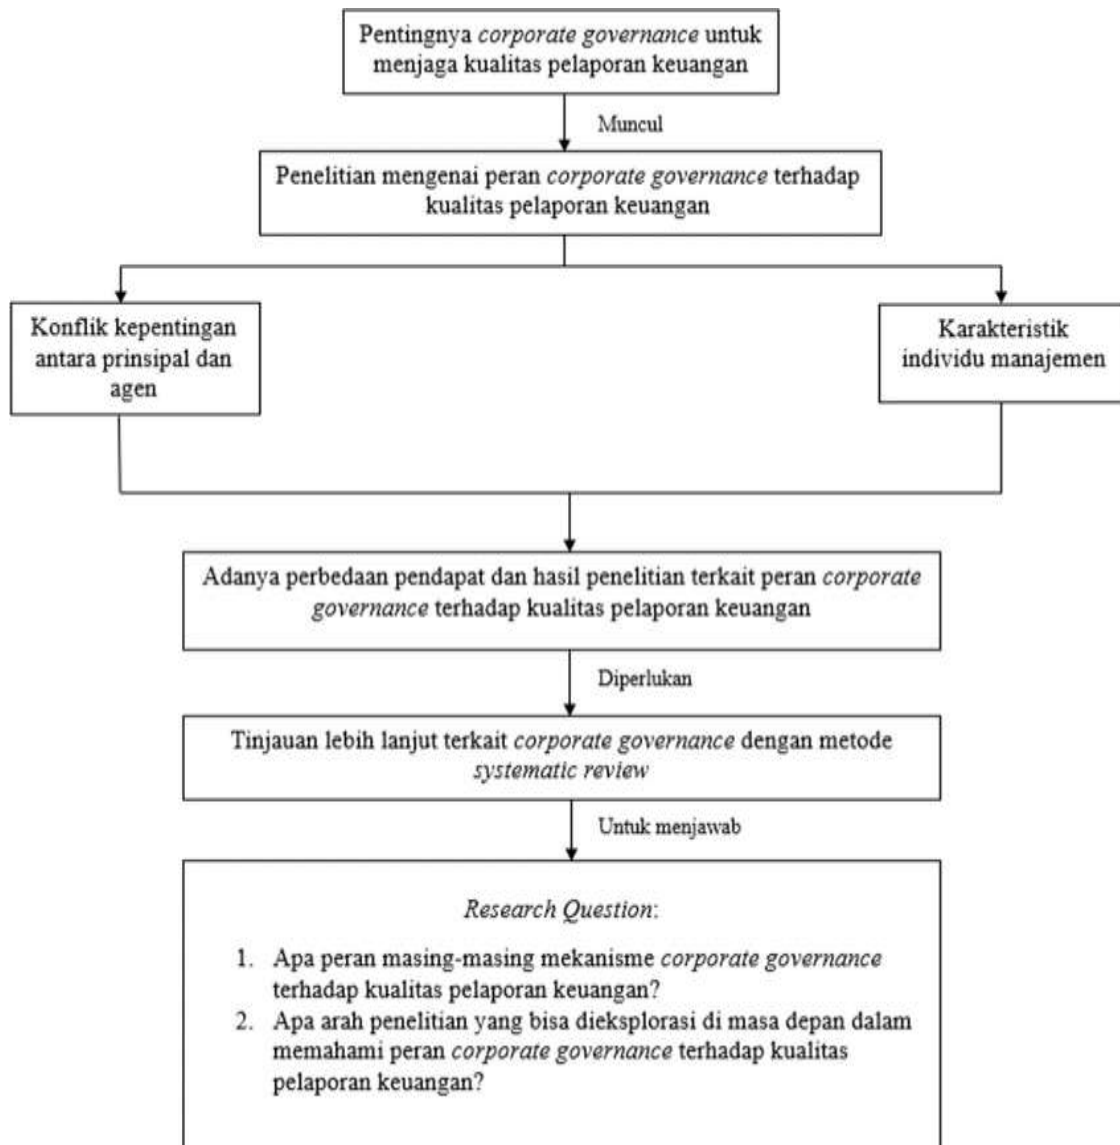 Pentingnya corporate governance untuk
menjaga kualitas pelaporan keuangan
Muncul
Penelitian mengenai peran corporate governance terhadap
kualitas pelaporan keuangan
Konflik kepentingan
antara prinsipal dan
agen
Karakteristik
individu manajemen
Adanya perbedaan pendapat dan hasil penelitian terkait peran corporate
governance terhadap kualitas pelaporan keuangan
Diperlukan
Tinjauan lebih lanjut terkait corporate governance dengan metode
systematic review
Untuk menjawab
Research Question:
1. Apa peran masing-masing mekanisme corporate governance
terhadap kualitas pelaporan keuangan?
2. Apa arah penelitian yang bisa dieksplorasi di masa depan dalam
memahami peran corporate governance terhadap kualitas
pelaporan keuangan?